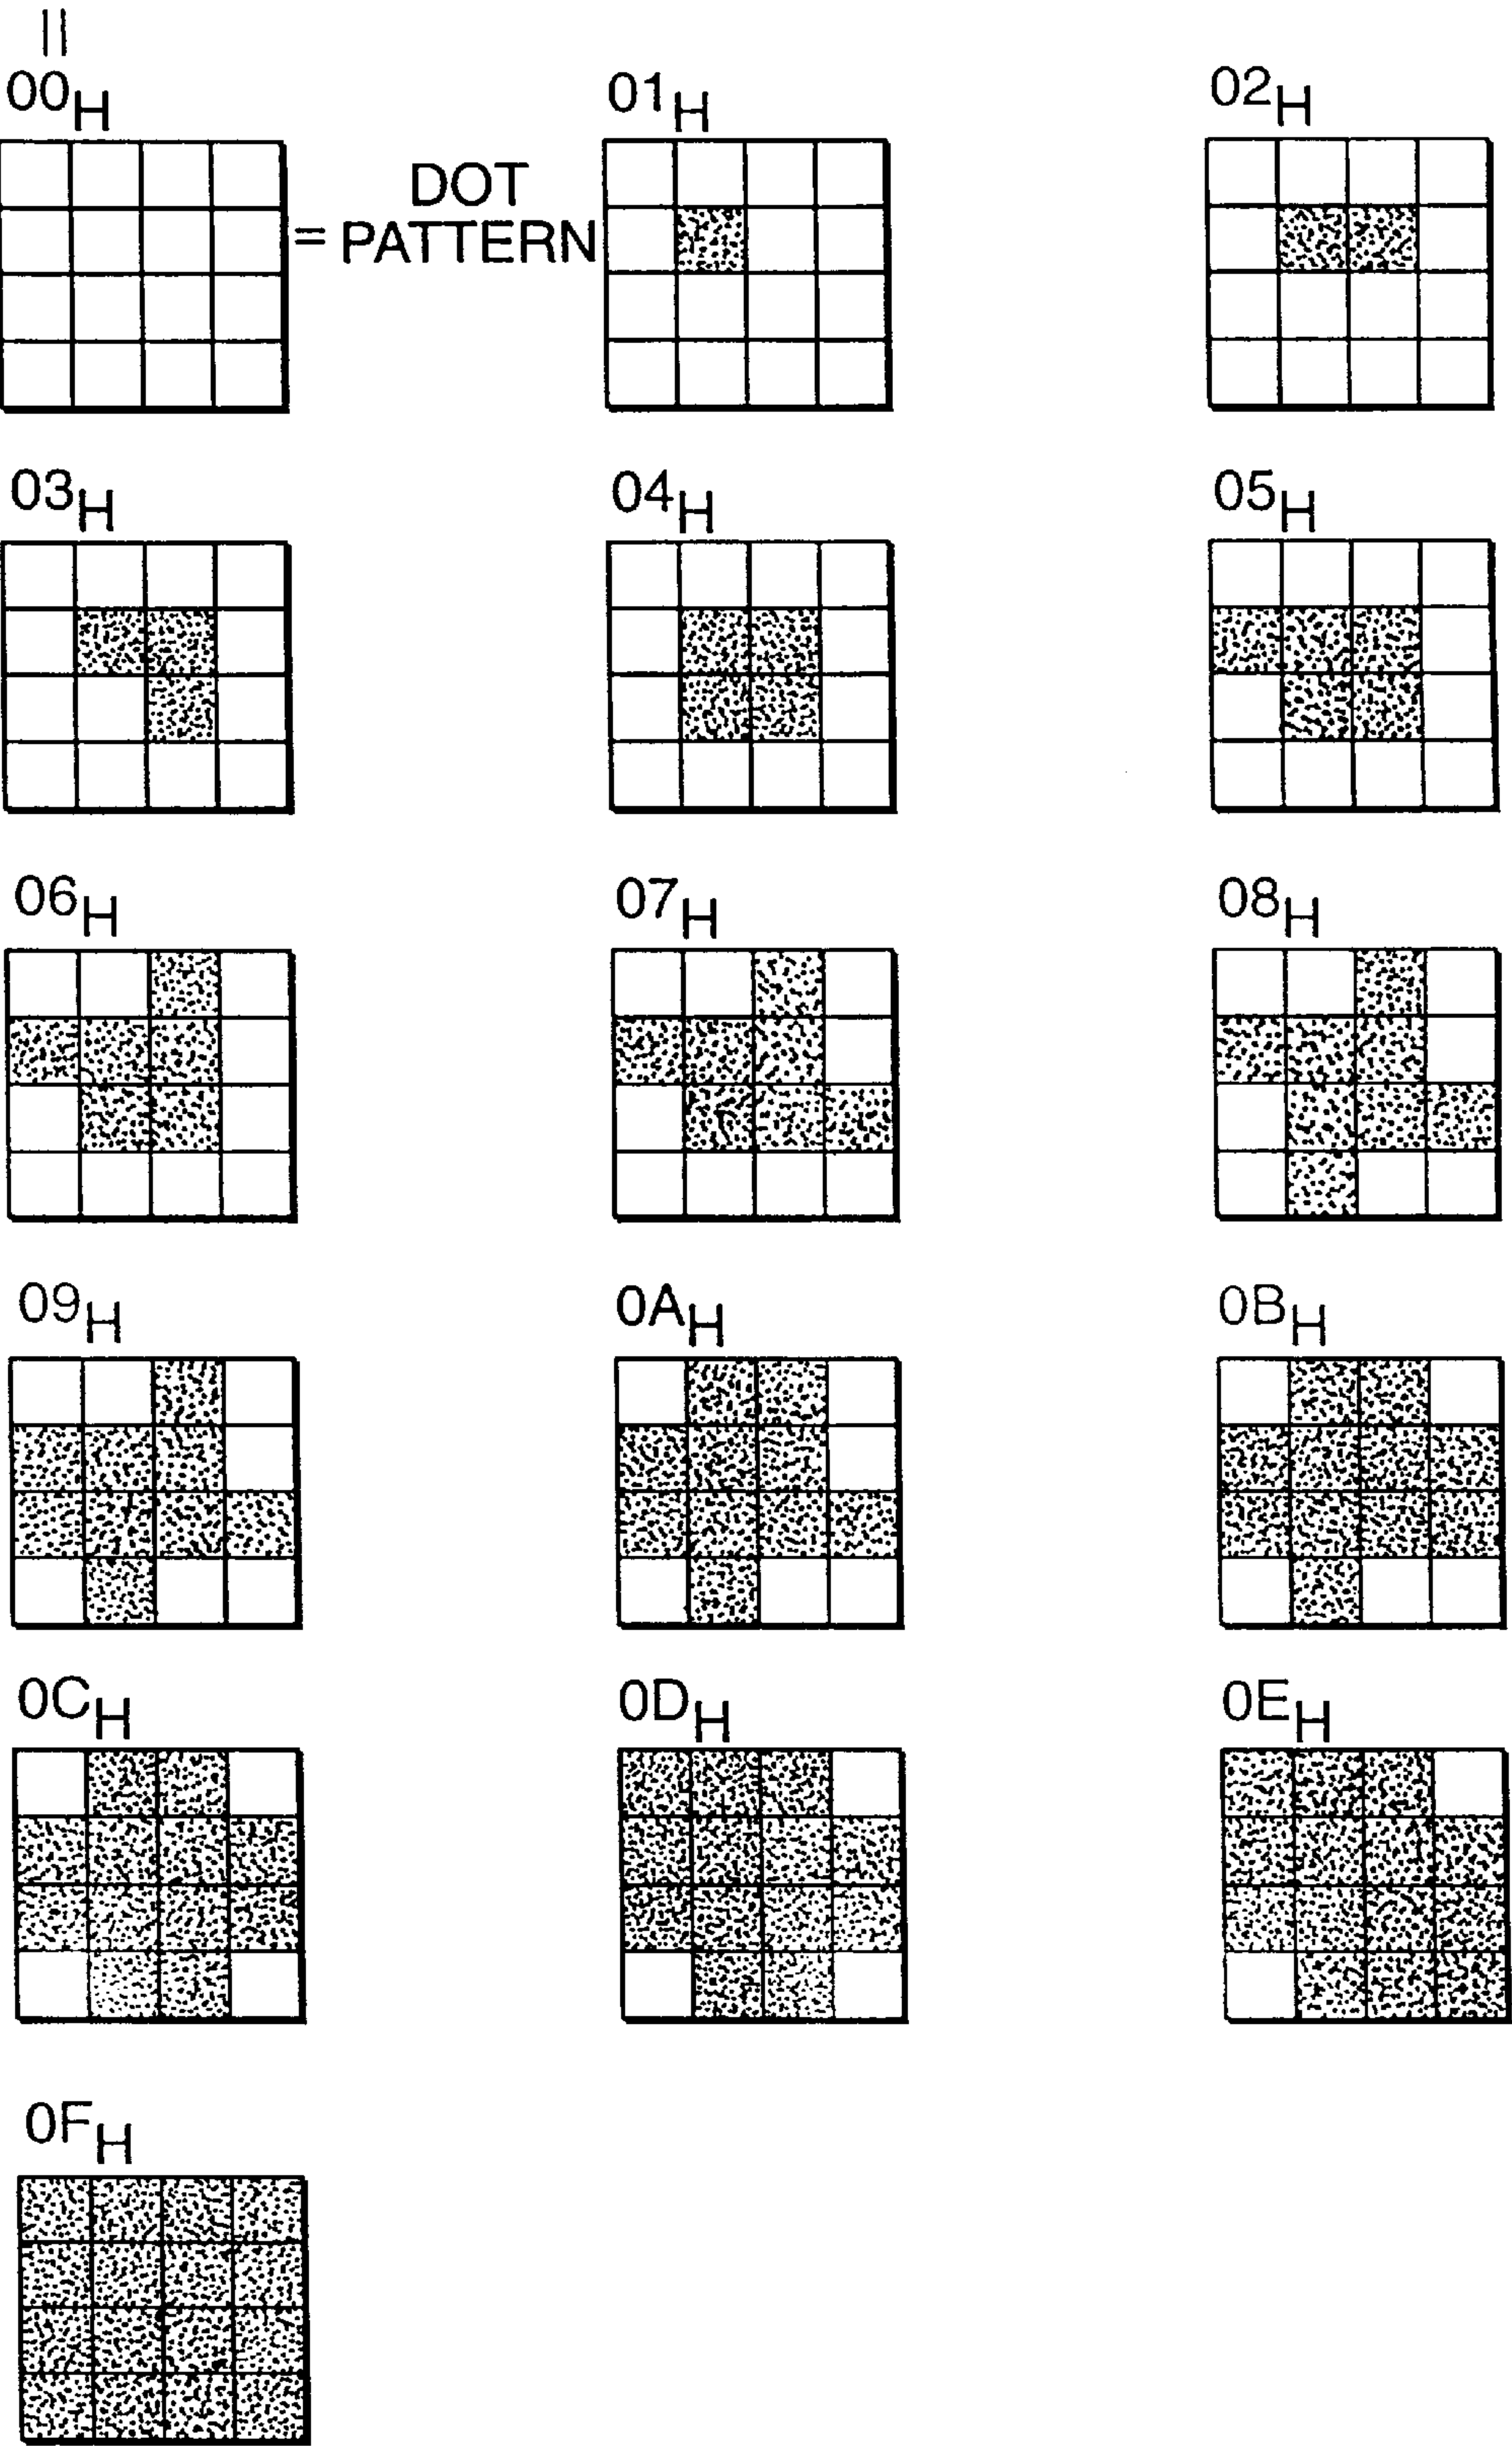 ||
00H 01H 02H
= DOT PATTERN
03H 04H 05H
06H 07H 08H
09H 0AH 0BH
0CH 0DH 0EH
0FH